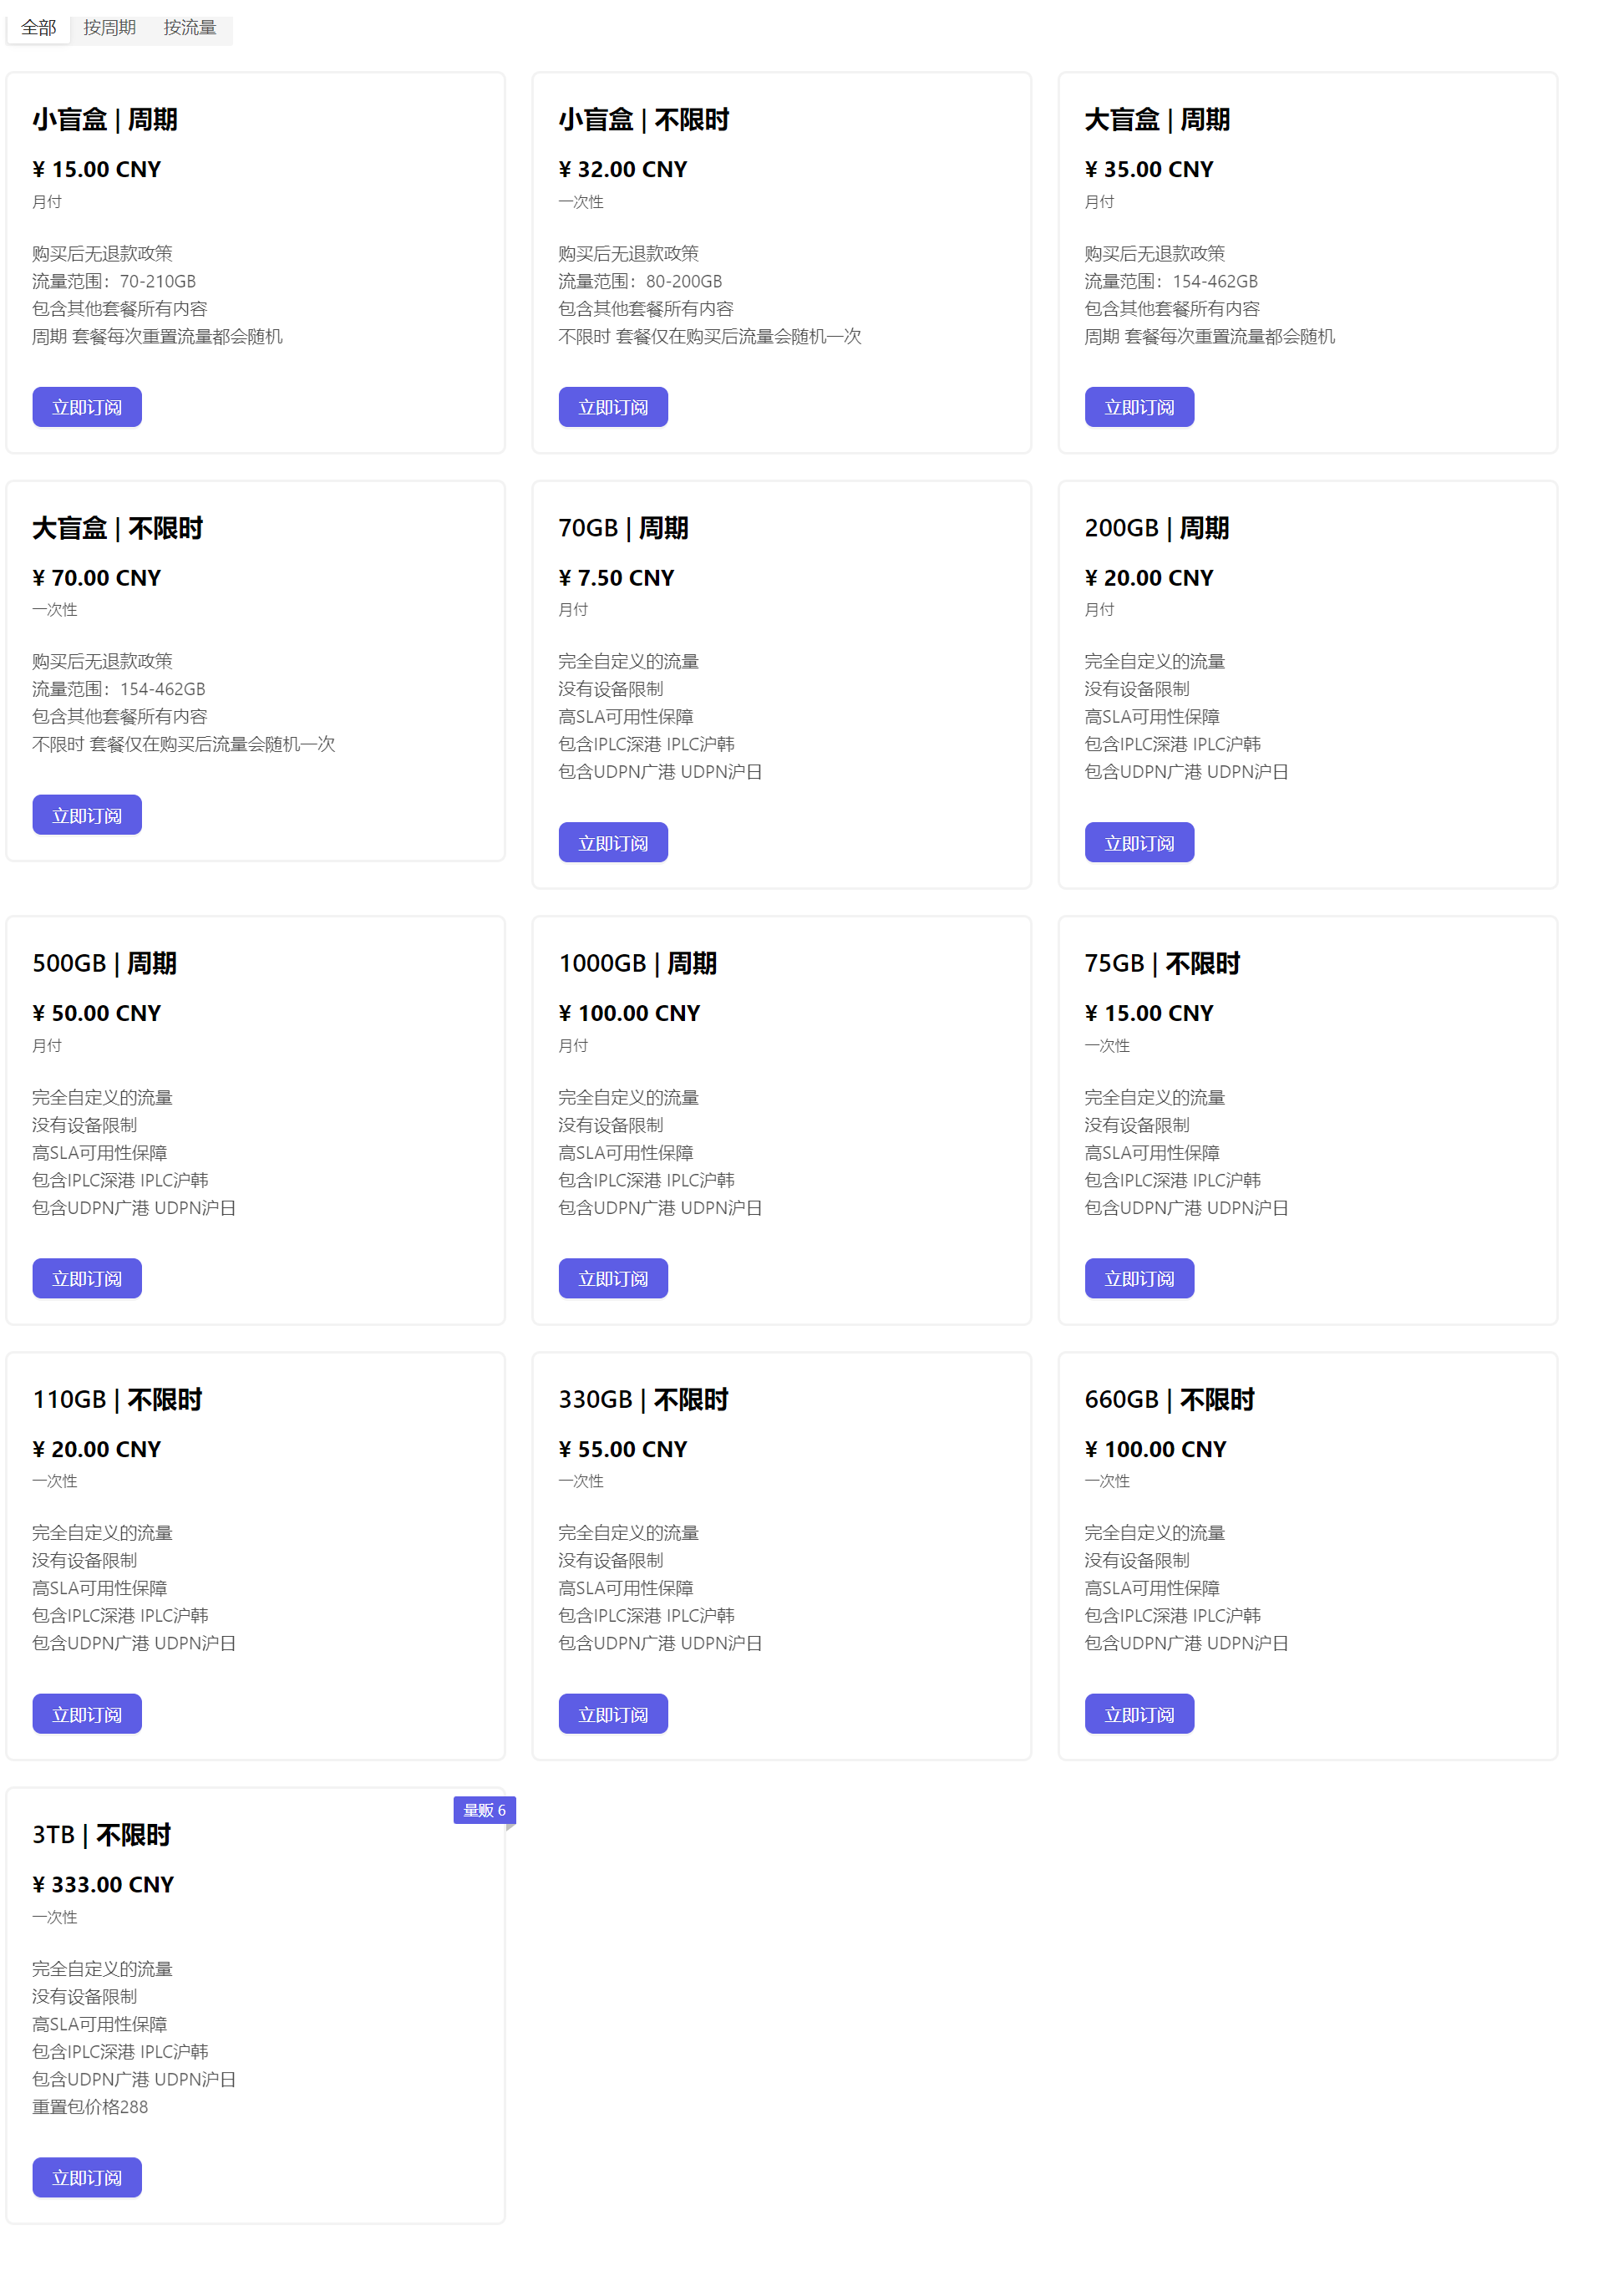 全部 按周期 按流量
小盲盒 | 周期
¥ 15.00 CNY
月付
购买后无退款政策
流量范围：70-210GB
包含其他套餐所有内容
周期 套餐每次重置流量都会随机
立即订阅
小盲盒 | 不限时
¥ 32.00 CNY
一次性
购买后无退款政策
流量范围：80-200GB
包含其他套餐所有内容
不限时 套餐仅在购买后流量会随机一次
立即订阅
大盲盒 | 周期
¥ 35.00 CNY
月付
购买后无退款政策
流量范围：154-462GB
包含其他套餐所有内容
周期 套餐每次重置流量都会随机
立即订阅
大盲盒 | 不限时
¥ 70.00 CNY
一次性
购买后无退款政策
流量范围：154-462GB
包含其他套餐所有内容
不限时 套餐仅在购买后流量会随机一次
立即订阅
70GB | 周期
¥ 7.50 CNY
月付
完全自定义的流量
没有设备限制
高SLA可用性保障
包含IPLC深港 IPLC沪韩
包含UDPN广港 UDPN沪日
立即订阅
200GB | 周期
¥ 20.00 CNY
月付
完全自定义的流量
没有设备限制
高SLA可用性保障
包含IPLC深港 IPLC沪韩
包含UDPN广港 UDPN沪日
立即订阅
500GB | 周期
¥ 50.00 CNY
月付
完全自定义的流量
没有设备限制
高SLA可用性保障
包含IPLC深港 IPLC沪韩
包含UDPN广港 UDPN沪日
立即订阅
1000GB | 周期
¥ 100.00 CNY
月付
完全自定义的流量
没有设备限制
高SLA可用性保障
包含IPLC深港 IPLC沪韩
包含UDPN广港 UDPN沪日
立即订阅
75GB | 不限时
¥ 15.00 CNY
一次性
完全自定义的流量
没有设备限制
高SLA可用性保障
包含IPLC深港 IPLC沪韩
包含UDPN广港 UDPN沪日
立即订阅
110GB | 不限时
¥ 20.00 CNY
一次性
完全自定义的流量
没有设备限制
高SLA可用性保障
包含IPLC深港 IPLC沪韩
包含UDPN广港 UDPN沪日
立即订阅
330GB | 不限时
¥ 55.00 CNY
一次性
完全自定义的流量
没有设备限制
高SLA可用性保障
包含IPLC深港 IPLC沪韩
包含UDPN广港 UDPN沪日
立即订阅
660GB | 不限时
¥ 100.00 CNY
一次性
完全自定义的流量
没有设备限制
高SLA可用性保障
包含IPLC深港 IPLC沪韩
包含UDPN广港 UDPN沪日
立即订阅
量贩 6
3TB | 不限时
¥ 333.00 CNY
一次性
完全自定义的流量
没有设备限制
高SLA可用性保障
包含IPLC深港 IPLC沪韩
包含UDPN广港 UDPN沪日
重置包价格288
立即订阅